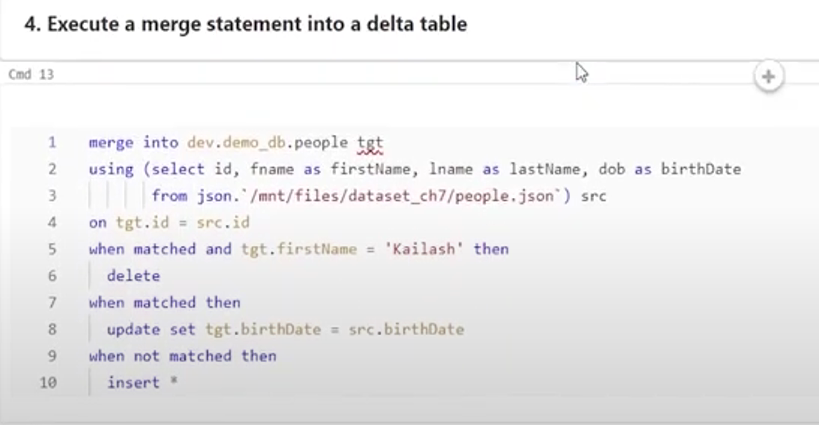 4. Execute a merge statement into a delta table
Cmd 13
1 merge into dev.demo_db.people tgt
2 using (select id, fname as firstName, lname as lastName, dob as birthDate
3 from json.`/mnt/files/dataset_ch7/people.json`) src
4 on tgt.id = src.id
5 when matched and tgt.firstName = 'Kailash' then
6 delete
7 when matched then
8 update set tgt.birthDate = src.birthDate
9 when not matched then
10 insert *